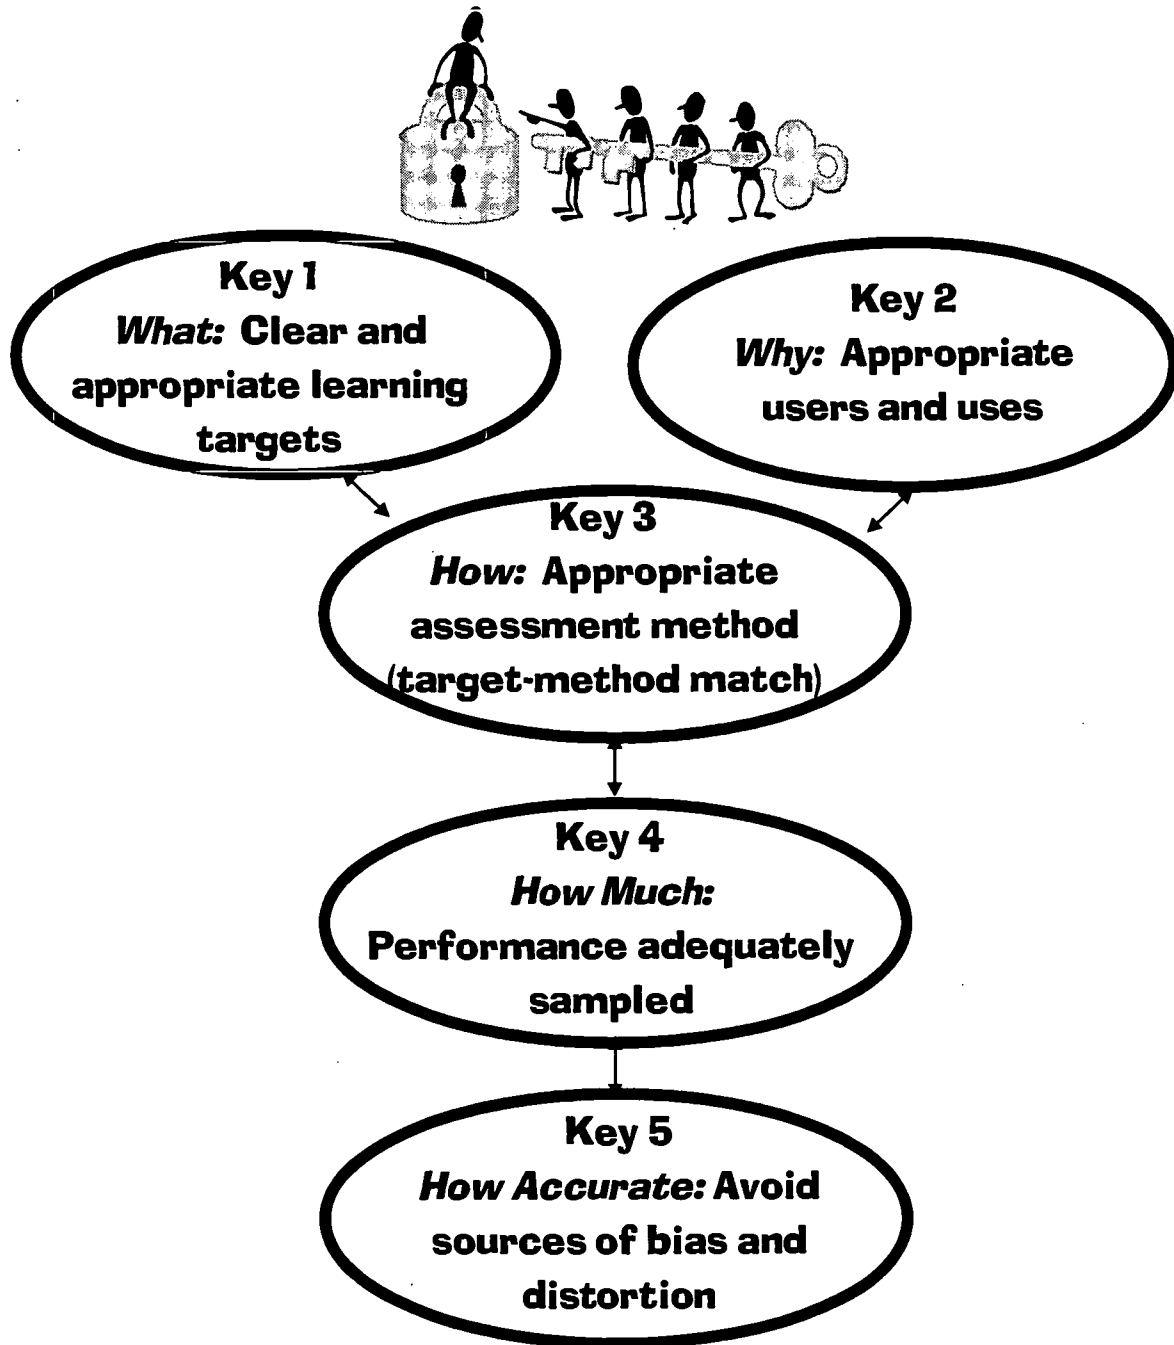 Key 1
What: Clear and
appropriate learning
targets
Key 2
Why: Appropriate
users and uses
Key 3
How: Appropriate
assessment method
(target-method match)
Key 4
How Much:
Performance adequately
sampled
Key 5
How Accurate: Avoid
sources of bias and
distortion